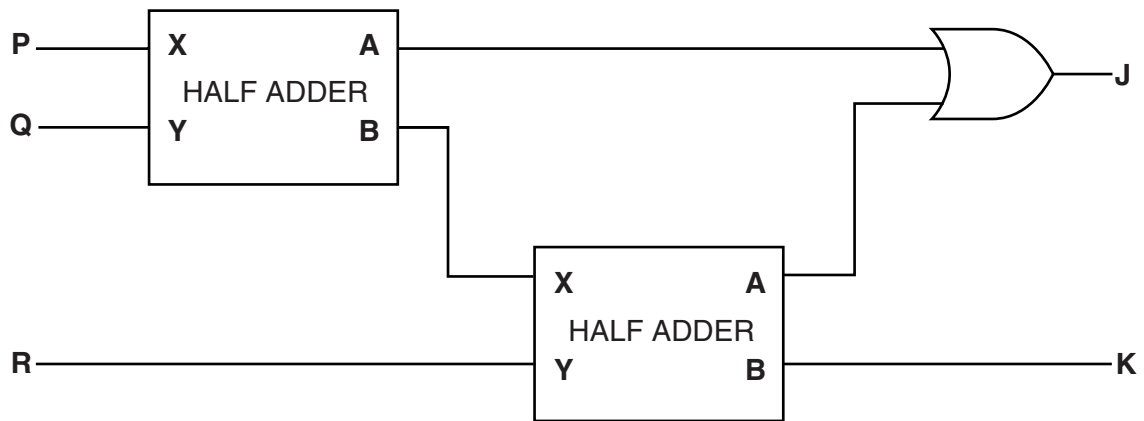 P X A
HALF ADDER
Q Y B
J
X A
HALF ADDER
R Y B K